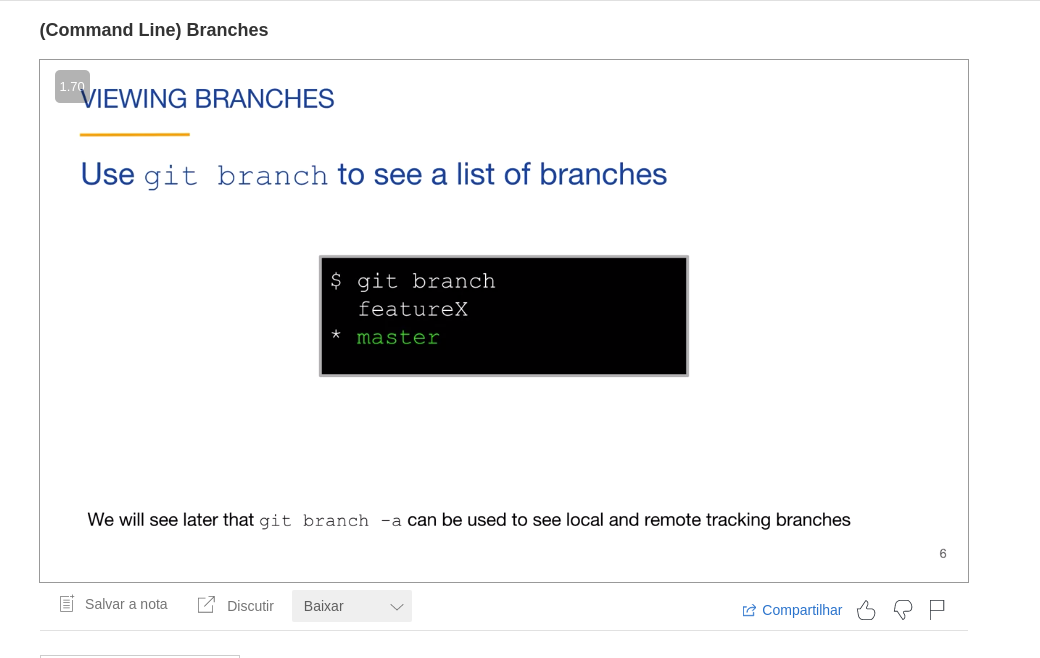 (Command Line) Branches
1.70
VIEWING BRANCHES
Use git branch to see a list of branches
$ git branch
featureX
* master
We will see later that git branch -a can be used to see local and remote tracking branches
6
Salvar a nota
Discutir
Baixar
Compartilhar